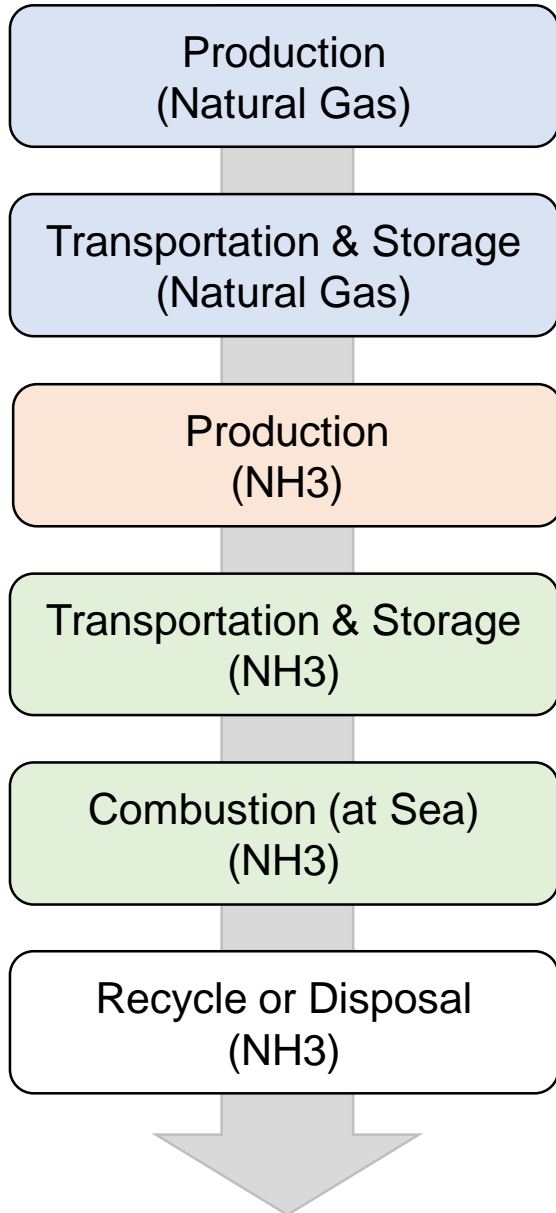 Production
(Natural Gas)
Transportation & Storage
(Natural Gas)
Production
(NH3)
Transportation & Storage
(NH3)
Combustion (at Sea)
(NH3)
Recycle or Disposal
(NH3)